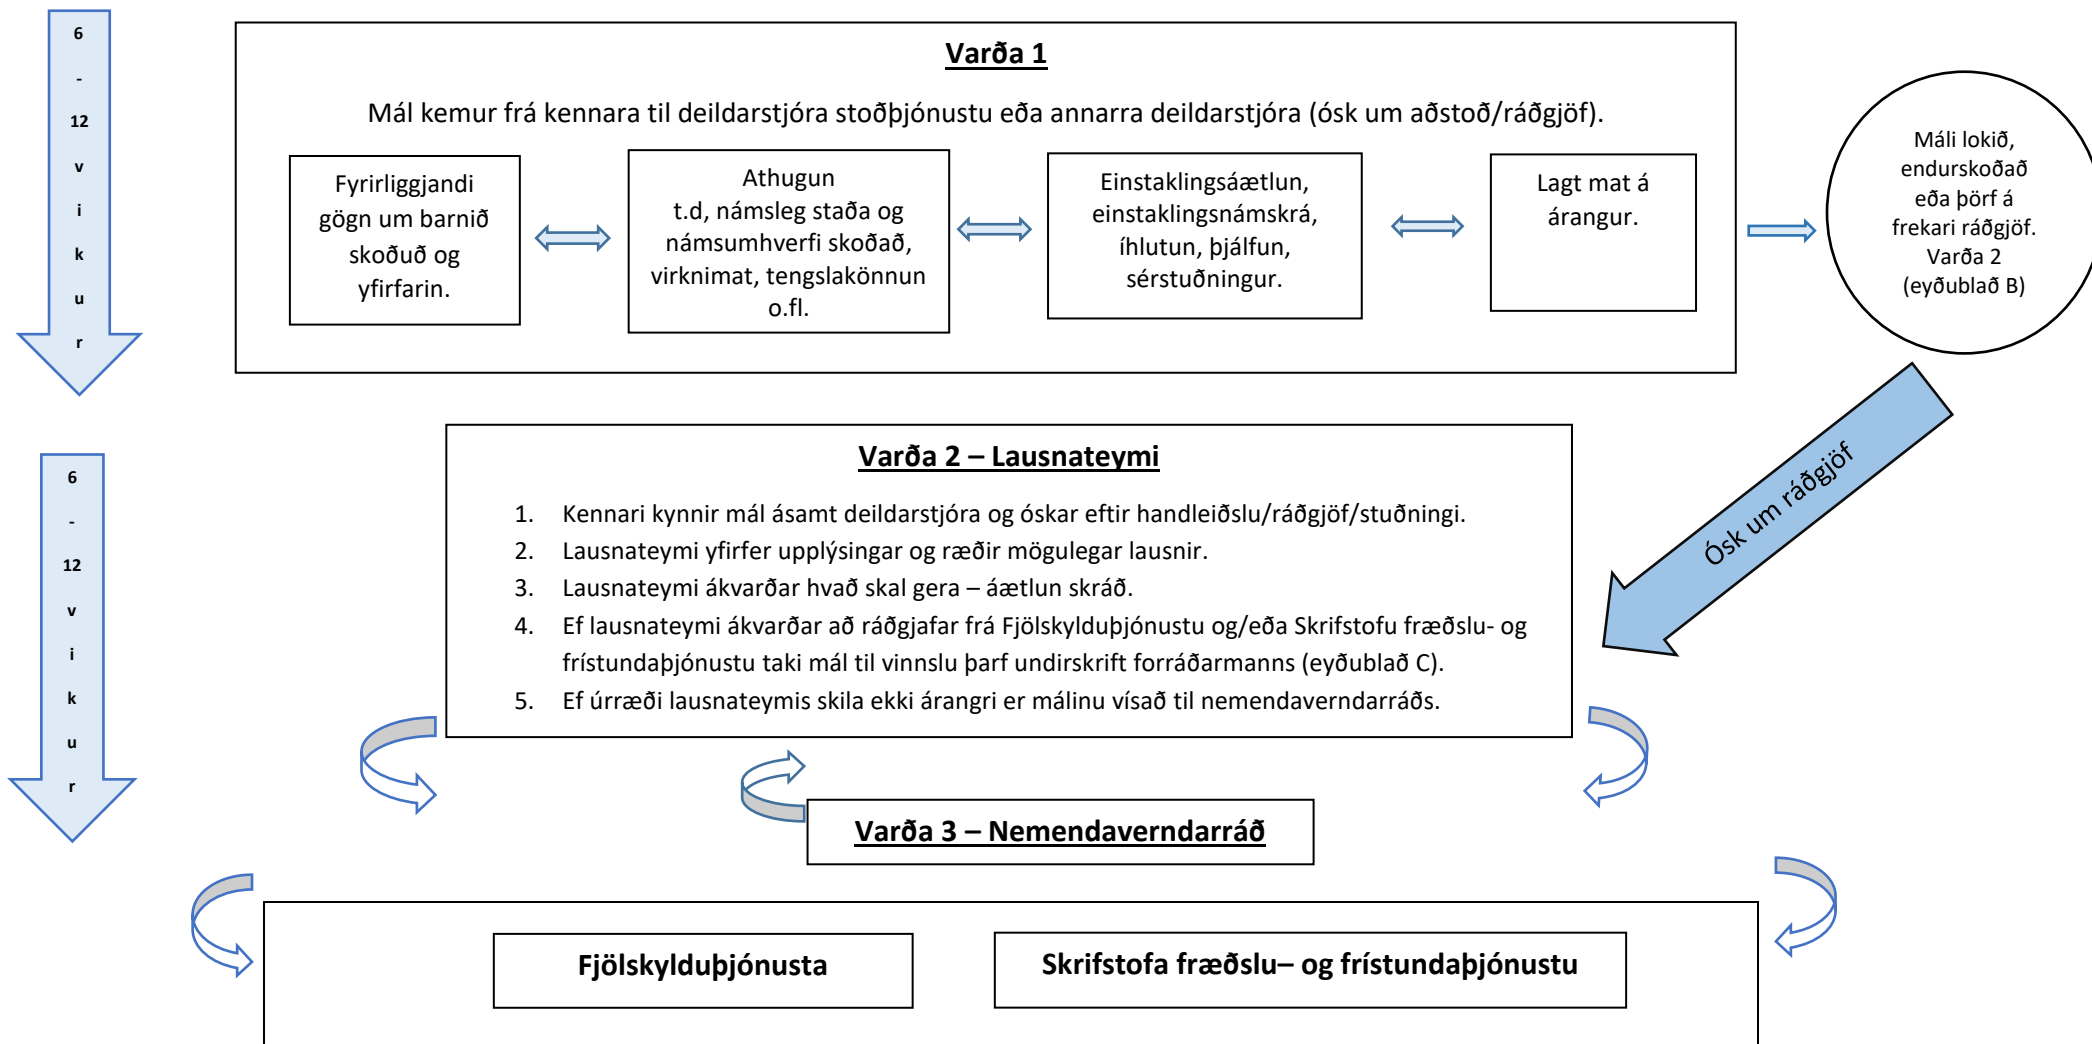 6
-
12
v
i
k
u
r
Varða 1
Mál kemur frá kennara til deildarstjóra stoðþjónustu eða annarra deildarstjóra (ósk um aðstoð/ráðgjöf).
Fyrirliggjandi
gögn um barnið
skoðuð og
yfirfarin.
Athugun
t.d, námsleg staða og
námsumhverfi skoðað,
virknimat, tengslakönnun
o.fl.
Einstaklingsáætlun,
einstaklingsnámskrá,
íhlutun, þjálfun,
sérstuðningur.
Lagt mat á
árangur.
Máli lokið,
endurskoðað
eða þörf á
frekari ráðgjöf.
Varða 2
(eyðublað B)
Ósk um ráðgjöf
6
-
12
v
i
k
u
r
Varða 2 – Lausnateymi
1. Kennari kynnir mál ásamt deildarstjóra og óskar eftir handleiðslu/ráðgjöf/stuðningi.
2. Lausnateymi yfirfer upplýsingar og ræðir mögulegar lausnir.
3. Lausnateymi ákvarðar hvað skal gera – áætlun skráð.
4. Ef lausnateymi ákvarðar að ráðgjafar frá Fjölskylduþjónustu og/eða Skrifstofu fræðslu- og
frístundaþjónustu taki mál til vinnslu þarf undirskrift forráðarmanns (eyðublað C).
5. Ef úrræði lausnateymis skila ekki árangri er málinu vísað til nemendaverndarráðs.
Varða 3 – Nemendaverndarráð
Fjölskylduþjónusta
Skrifstofa fræðslu– og frístundaþjónustu